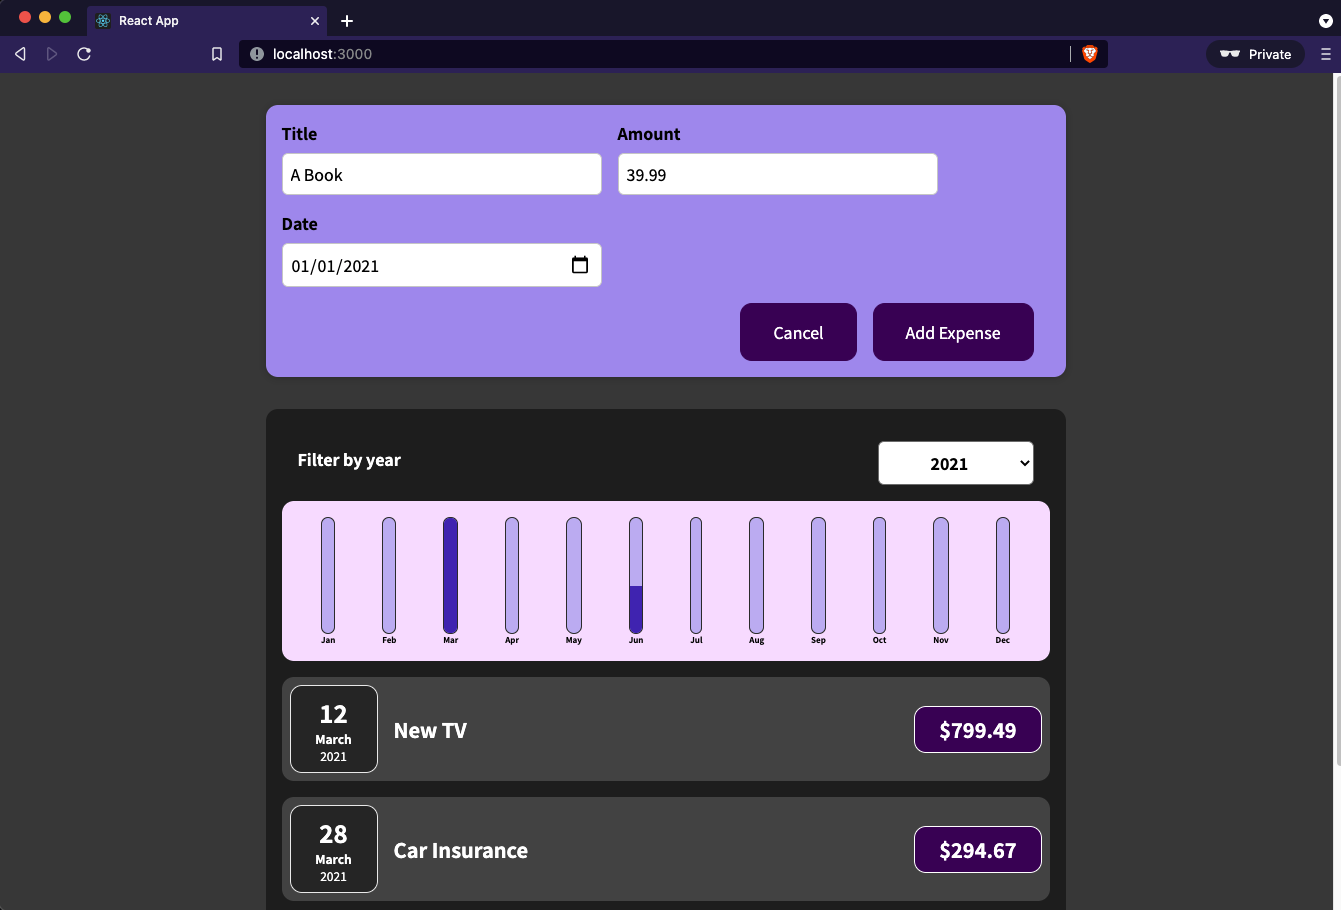 React App
localhost:3000
Private
Title
Amount
A Book
39.99
Date
01/01/2021
Cancel
Add Expense
Filter by year
2021
Jan Feb Mar Apr May Jun Jul Aug Sep Oct Nov Dec
12
March
2021
New TV
$799.49
28
March
2021
Car Insurance
$294.67